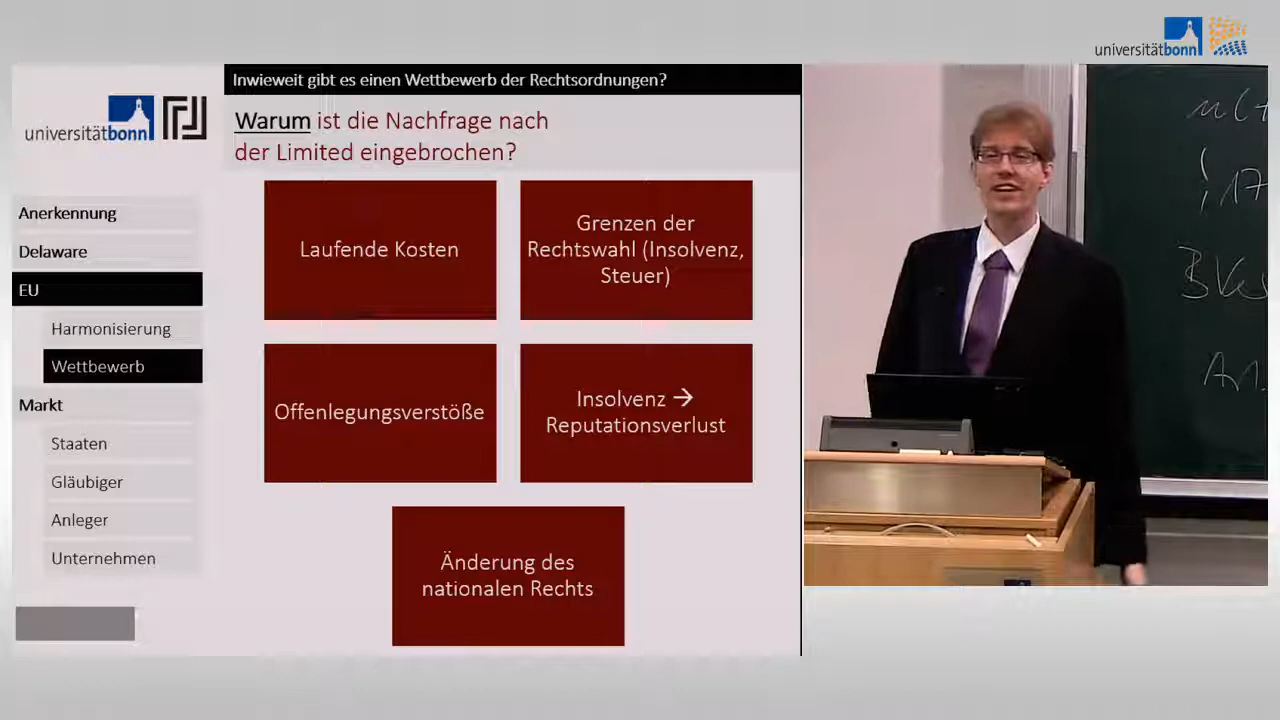 universitätbonn
Inwieweit gibt es einen Wettbewerb der Rechtsordnungen?
universitätbonn
Warum ist die Nachfrage nach
der Limited eingebrochen?
Anerkennung
Delaware
EU
Harmonisierung
Wettbewerb
Markt
Staaten
Gläubiger
Anleger
Unternehmen
Laufende Kosten
Grenzen der
Rechtswahl (Insolvenz,
Steuer)
Offenlegungsverstöße
Insolvenz →
Reputationsverlust
Änderung des
nationalen Rechts